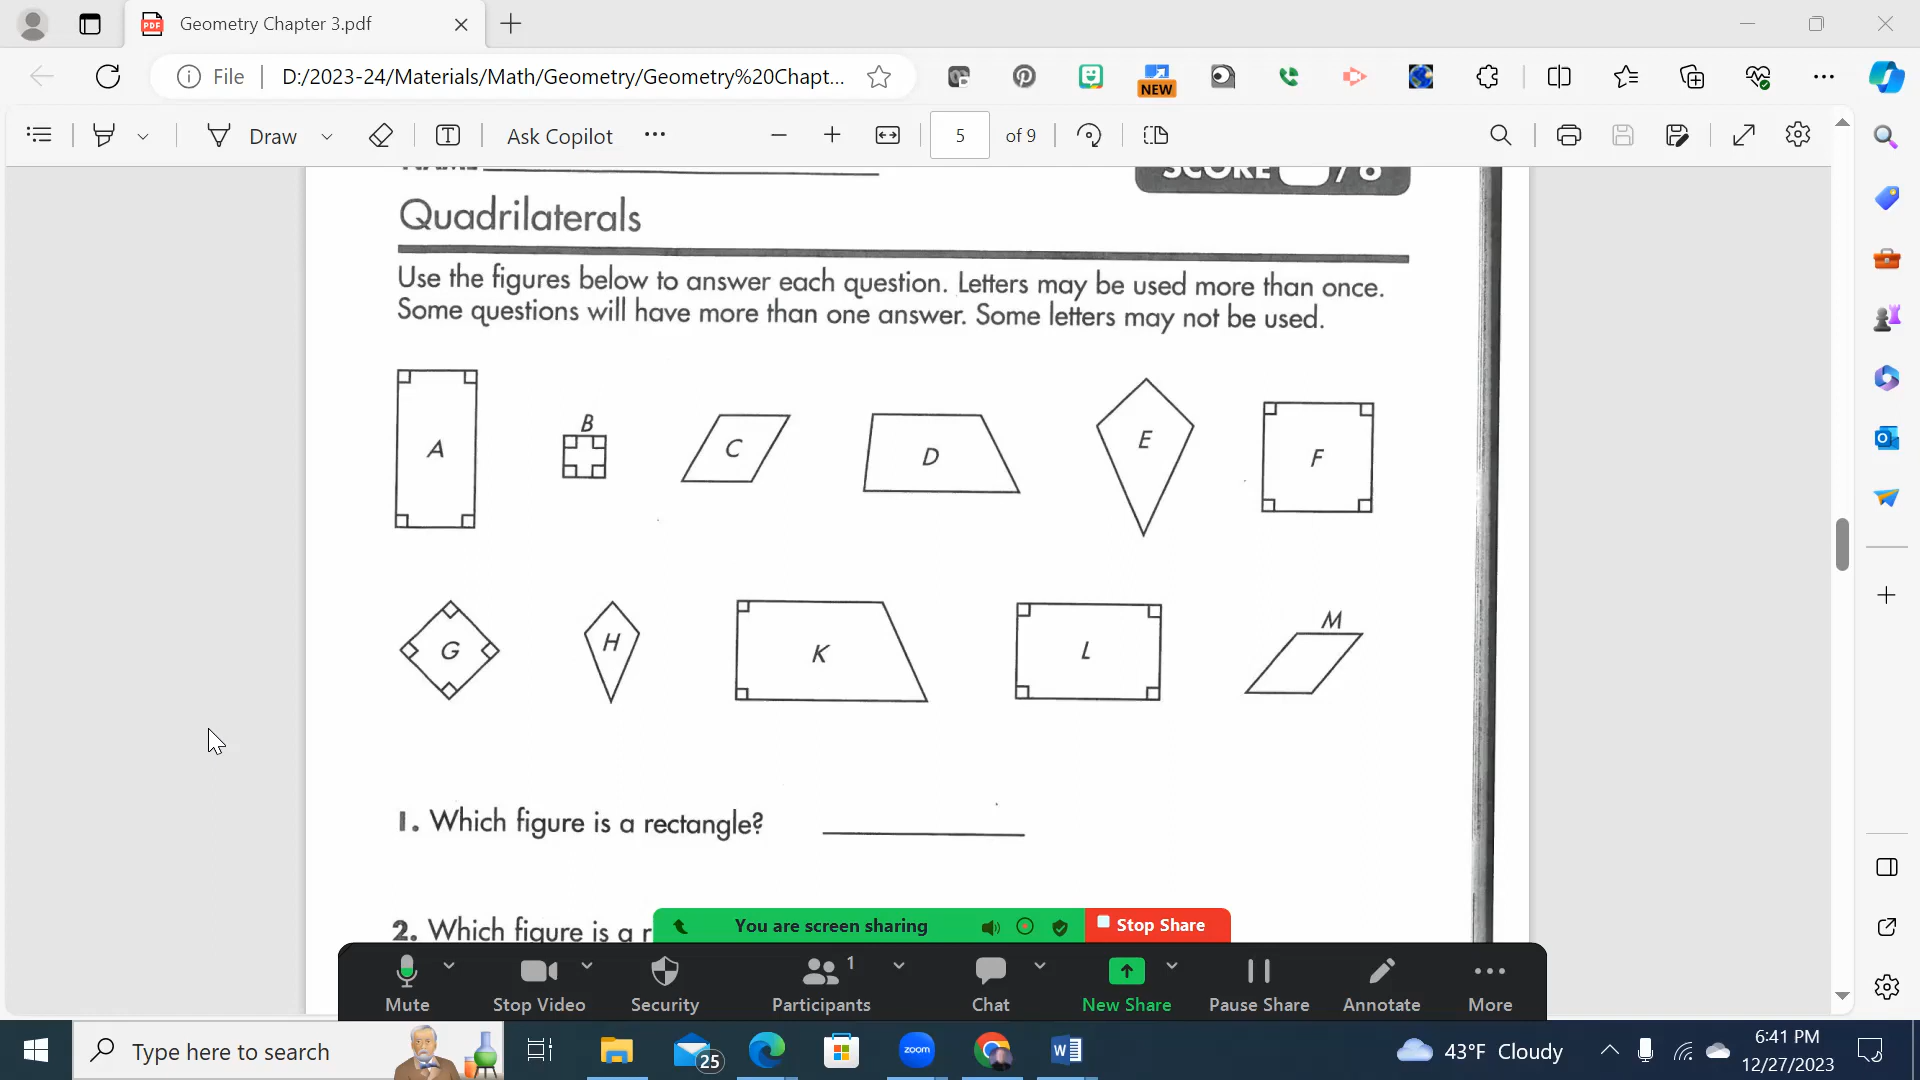 Geometry Chapter 3.pdf
File D:/2023-24/Materials/Math/Geometry/Geometry%20Chapt...
NEW
Draw Ask Copilot 5 of 9
NAME SCORE / 8
Quadrilaterals
Use the figures below to answer each question. Letters may be used more than once.
Some questions will have more than one answer. Some letters may not be used.
A B C D E F
G H K L M
1. Which figure is a rectangle?
2. Which figure is a r
You are screen sharing Stop Share
1
Mute Stop Video Security Participants Chat New Share Pause Share Annotate More
Type here to search 25 zoom 43°F Cloudy 6:41 PM
12/27/2023